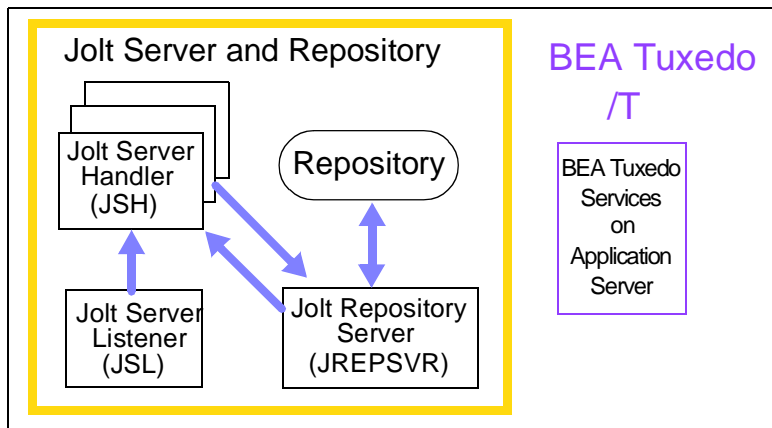 Jolt Server and Repository
Jolt Server
Handler
(JSH)
Repository
Jolt Server
Listener
(JSL)
Jolt Repository
Server
(JREPSVR)
BEA Tuxedo
/T
BEA Tuxedo
Services
on
Application
Server